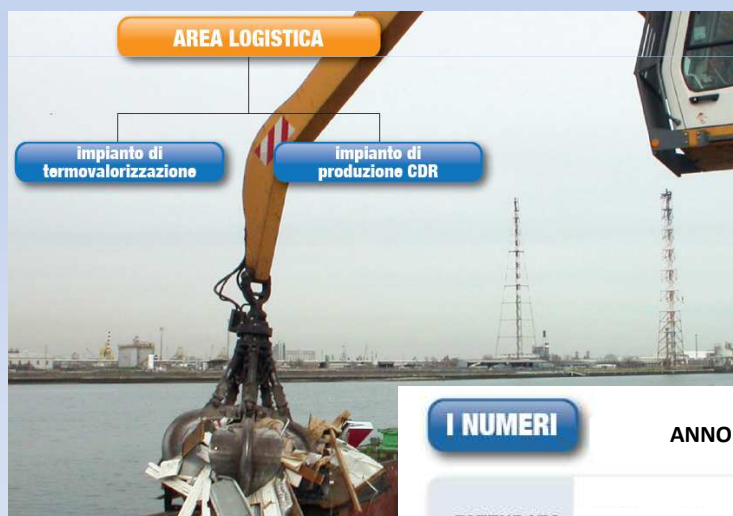 AREA LOGISTICA
impianto di
termovalorizzazione
impianto di
produzione CDR
I NUMERI
ANNO